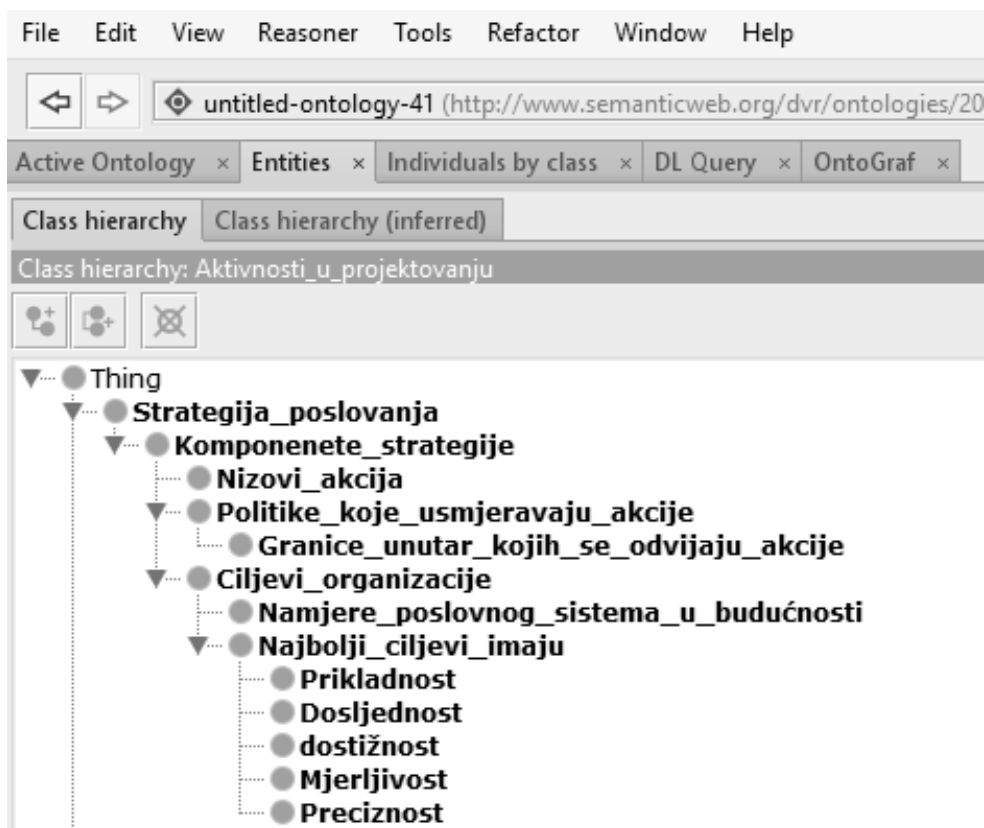 File Edit View Reasoner Tools Refactor Window Help
untitled-ontology-41 (http://www.semanticweb.org/dvr/ontologies/20
Active Ontology × Entities × Individuals by class × DL Query × OntoGraf ×
Class hierarchy Class hierarchy (inferred)
Class hierarchy: Aktivnosti_u_projektovanju
Thing
Strategija_poslovanja
Komponenete_strategije
Nizovi_akcija
Politike_koje_usmjeravaju_akcije
Granice_unutar_kojih_se_odvijaju_akcije
Ciljevi_organizacije
Namjere_poslovnog_sistema_u_budućnosti
Najbolji_ciljevi_imaju
Prikladnost
Dosljednost
dostižnost
Mjerljivost
Preciznost